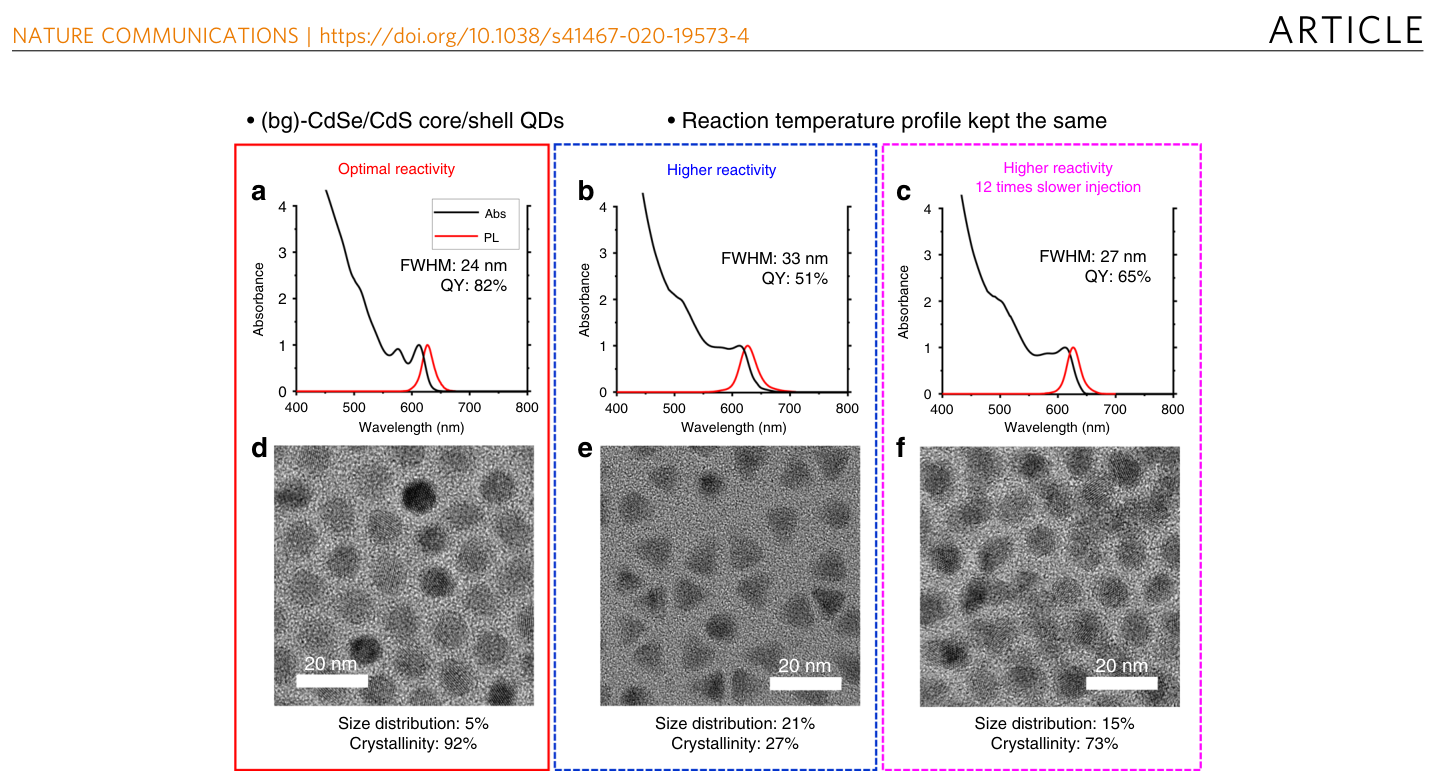 NATURE COMMUNICATIONS | https://doi.org/10.1038/s41467-020-19573-4
ARTICLE
• (bg)-CdSe/CdS core/shell QDs
• Reaction temperature profile kept the same
Optimal reactivity
a
Abs
PL
FWHM: 24 nm
QY: 82%
Absorbance
4
3
2
1
0
400 500 600 700 800
Wavelength (nm)
Higher reactivity
b
FWHM: 33 nm
QY: 51%
Absorbance
4
3
2
1
0
400 500 600 700 800
Wavelength (nm)
Higher reactivity
12 times slower injection
c
FWHM: 27 nm
QY: 65%
Absorbance
4
3
2
1
0
400 500 600 700 800
Wavelength (nm)
d
20 nm
Size distribution: 5%
Crystallinity: 92%
e
20 nm
Size distribution: 21%
Crystallinity: 27%
f
20 nm
Size distribution: 15%
Crystallinity: 73%